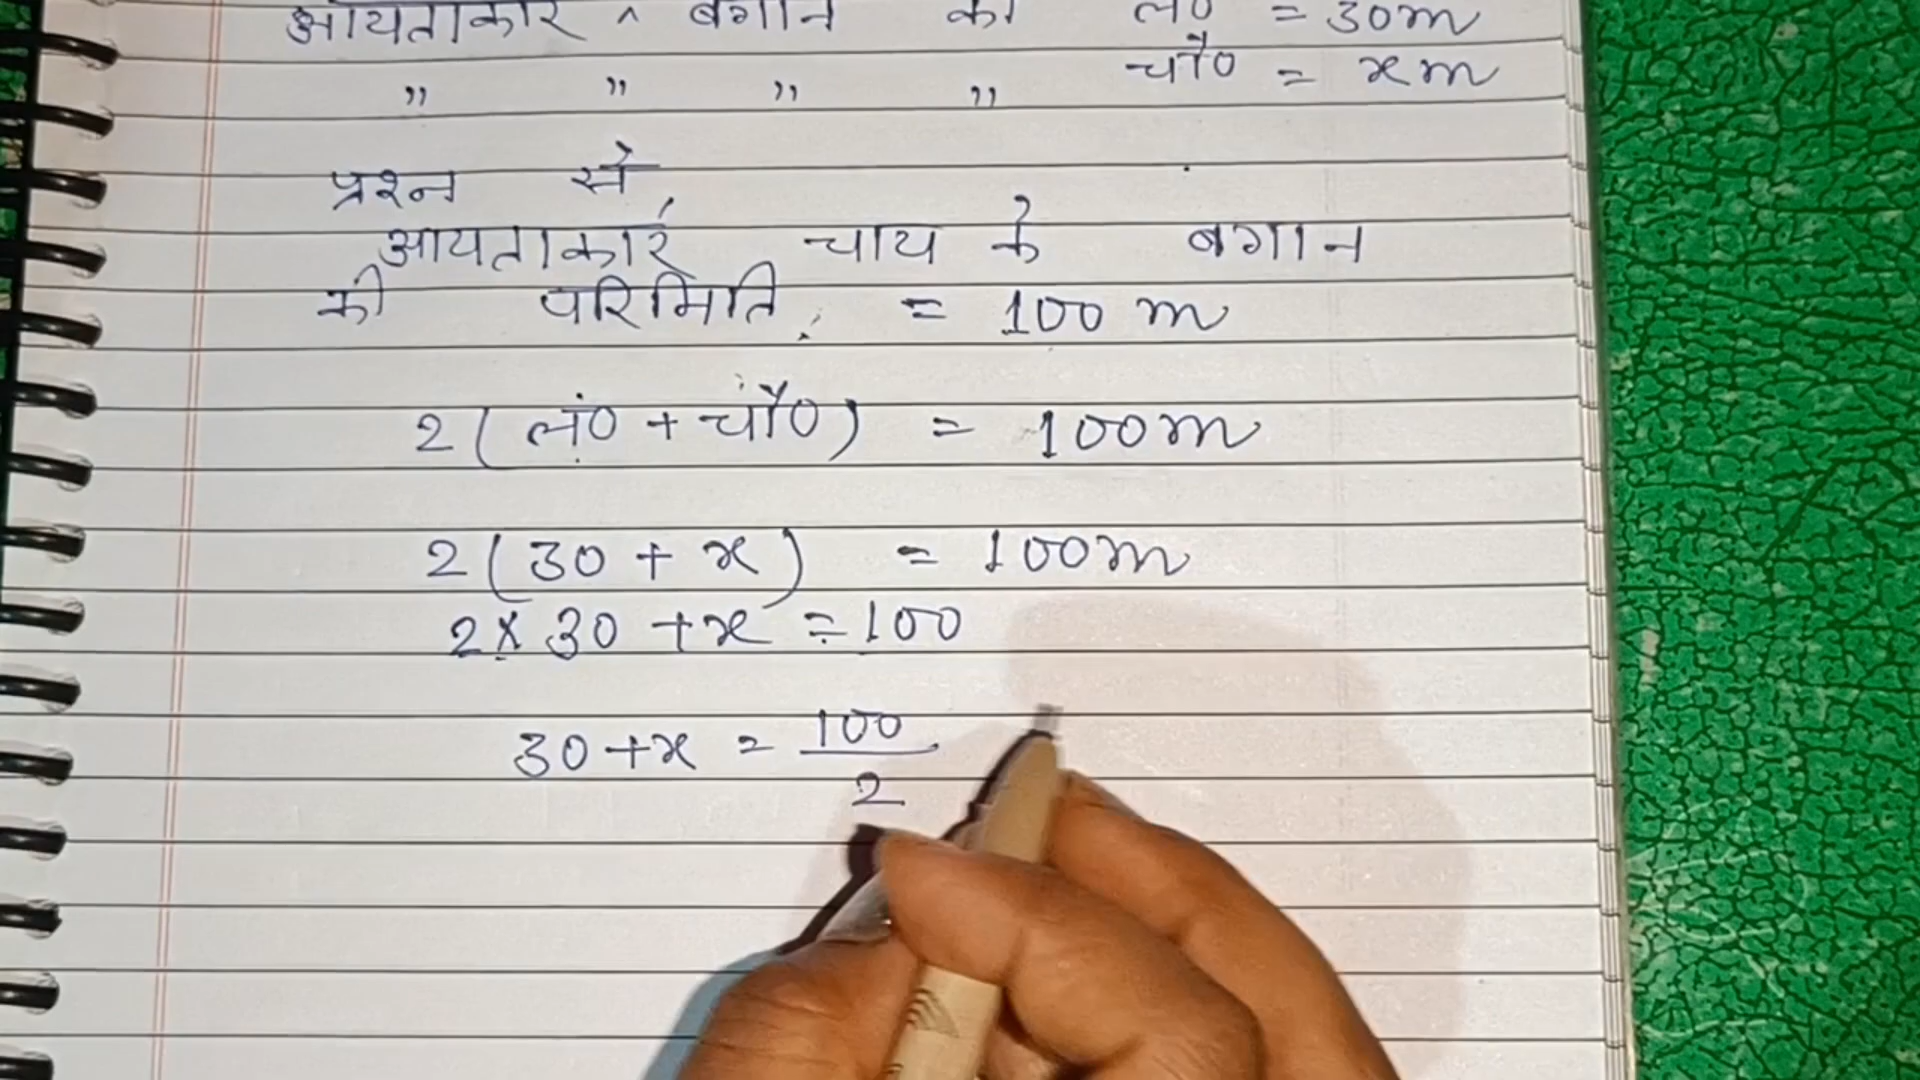 आयताकार ^ बगान की लं० = 30m
" " " " चौ० = xm
प्रश्न से
आयताकार चाय के बगान
की परिमिति = 100 m
2(लं० + चौ०) = 100m
2(30 + x) = 100m
2 × 30 + x = 100
30 + x = 100/2